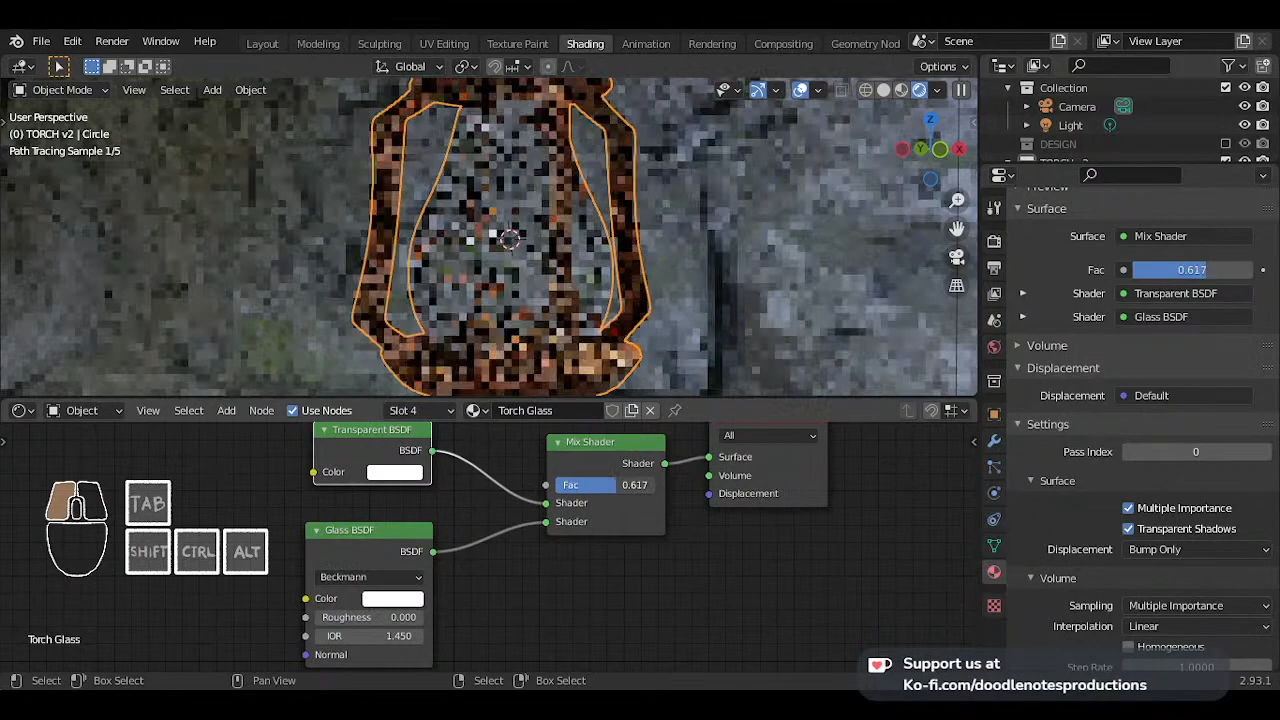 File Edit Render Window Help
Layout Modeling Sculpting UV Editing Texture Paint Shading Animation Rendering Compositing Geometry Nod
Scene View Layer
Global Options
Object Mode View Select Add Object
User Perspective
(0) TORCH v2 | Circle
Path Tracing Sample 1/5
Z
Y
X
Collection
Camera
Light
DESIGN
Surface
Surface Mix Shader
Fac 0.617
Shader Transparent BSDF
Shader Glass BSDF
Volume
Displacement
Displacement Default
Settings
Pass Index 0
Surface
Multiple Importance
Transparent Shadows
Displacement Bump Only
Volume
Sampling Multiple Importance
Interpolation Linear
Homogeneous
Step Rate 1.0000
Object View Select Add Node Use Nodes Slot 4 Torch Glass
Transparent BSDF
BSDF
Color
Glass BSDF
BSDF
Beckmann
Color
Roughness 0.000
IOR 1.450
Normal
Mix Shader
Shader
Fac 0.617
Shader
Shader
All
Surface
Volume
Displacement
TAB
SHIFT CTRL ALT
Torch Glass
Support us at
Ko-fi.com/doodlenotesproductions
Select Box Select Pan View Select Box Select 2.93.1